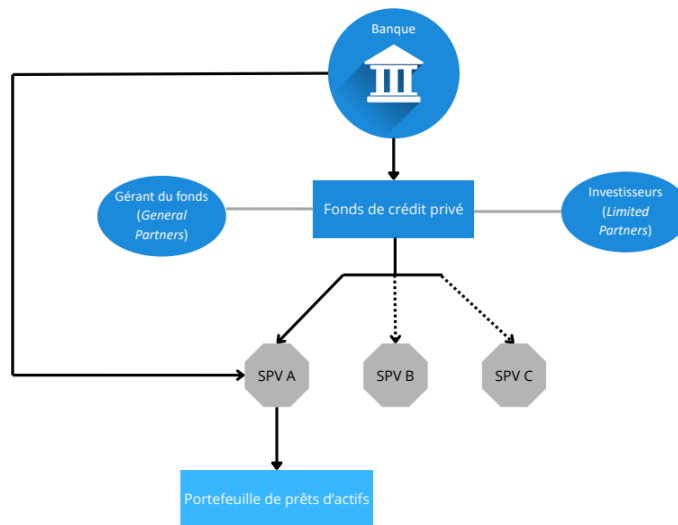 Banque
Gérant du fonds
(General
Partners)
Fonds de crédit privé
Investisseurs
(Limited
Partners)
SPV A
SPV B
SPV C
Portefeuille de prêts d'actifs